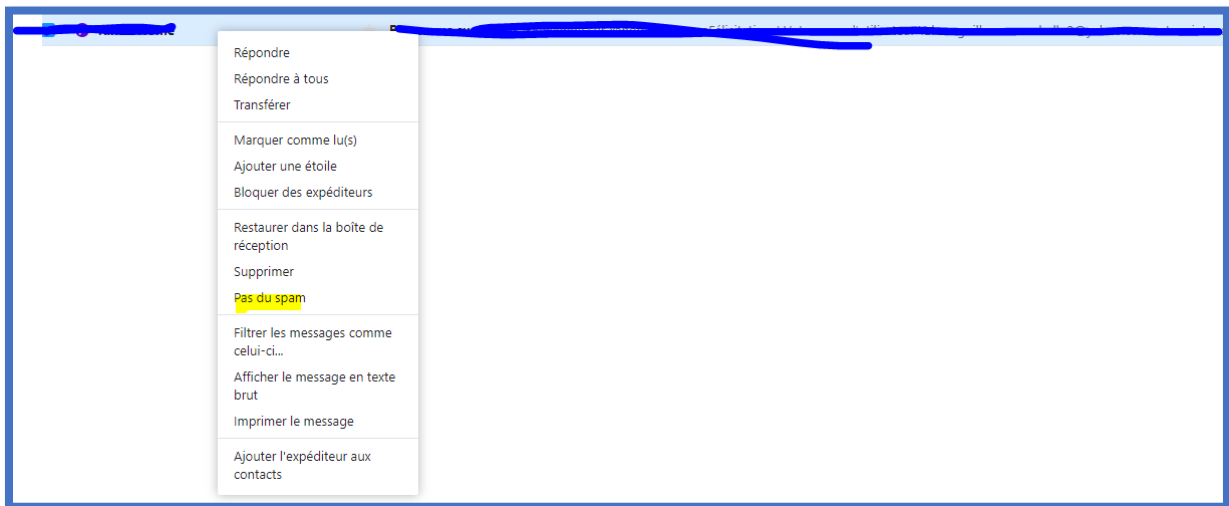 Répondre
Répondre à tous
Transférer
Marquer comme lu(s)
Ajouter une étoile
Bloquer des expéditeurs
Restaurer dans la boîte de
réception
Supprimer
Pas du spam
Filtrer les messages comme
celui-ci...
Afficher le message en texte
brut
Imprimer le message
Ajouter l'expéditeur aux
contacts